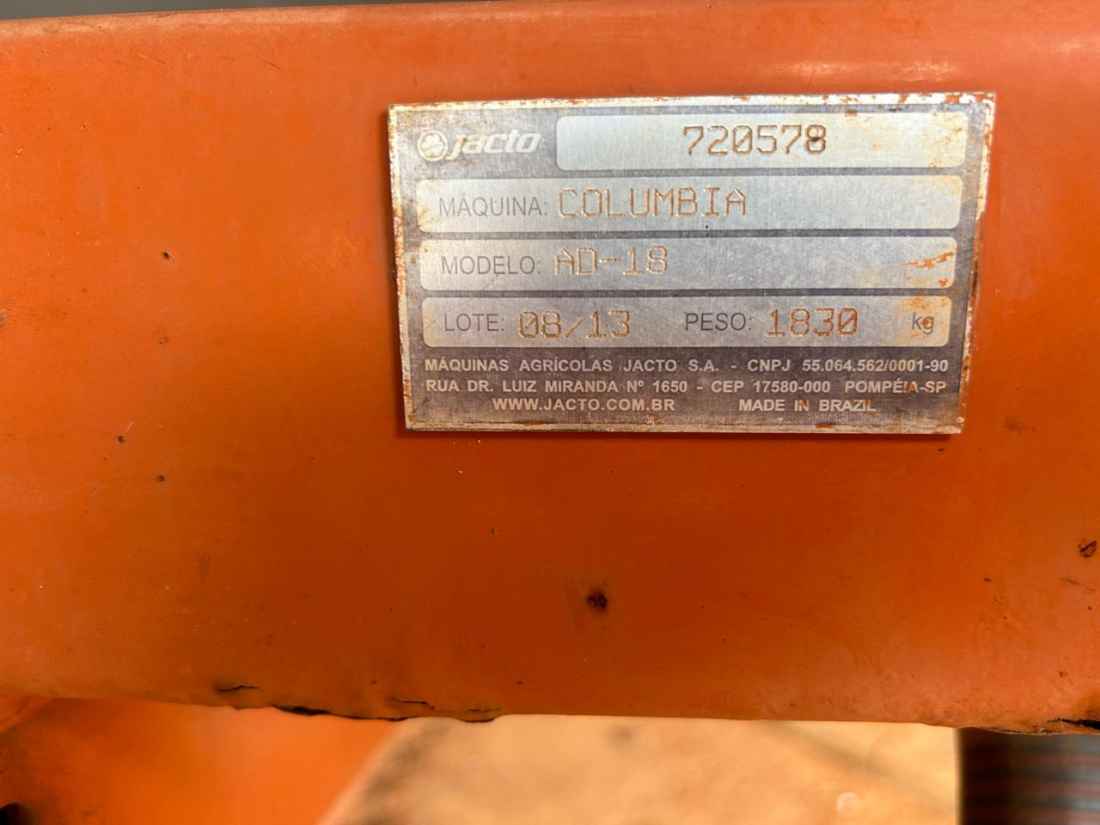 jacto 720578
MÁQUINA: COLUMBIA
MODELO: AD-18
LOTE: 08/13 PESO: 1830 kg
MÁQUINAS AGRÍCOLAS JACTO S.A. - CNPJ 55.064.562/0001-90
RUA DR. LUIZ MIRANDA Nº 1650 - CEP 17580-000 POMPÉIA-SP
WWW.JACTO.COM.BR MADE IN BRAZIL